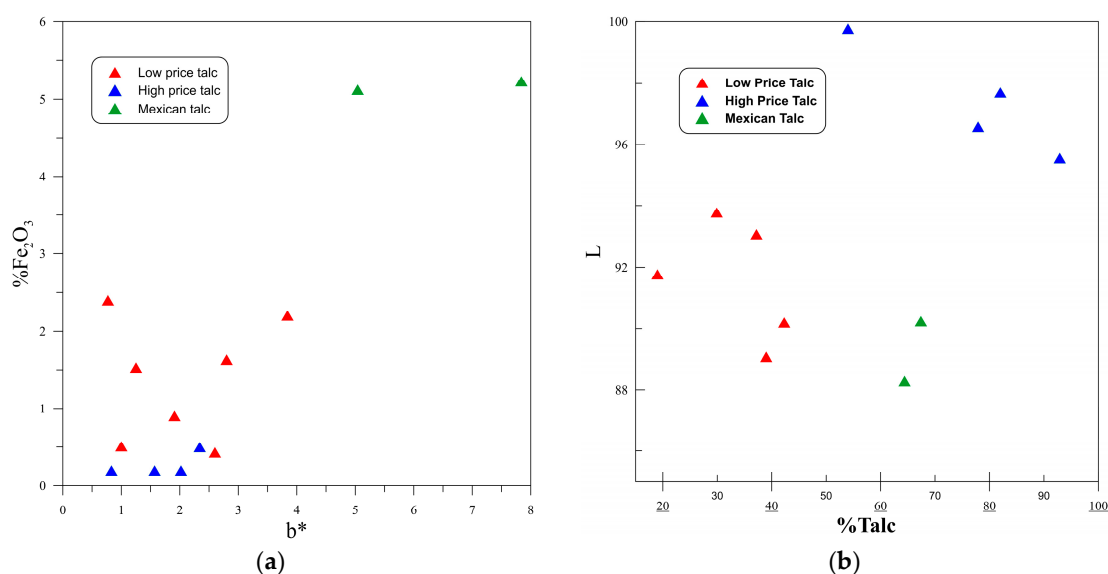 6
5
4
3
2
1
0
%Fe₂O₃
Low price talc
High price talc
Mexican talc
0 1 2 3 4 5 6 7 8
b*
(a)
100
96
92
88
L
Low Price Talc
High Price Talc
Mexican Talc
20 30 40 50 60 70 80 90 100
%Talc
(b)